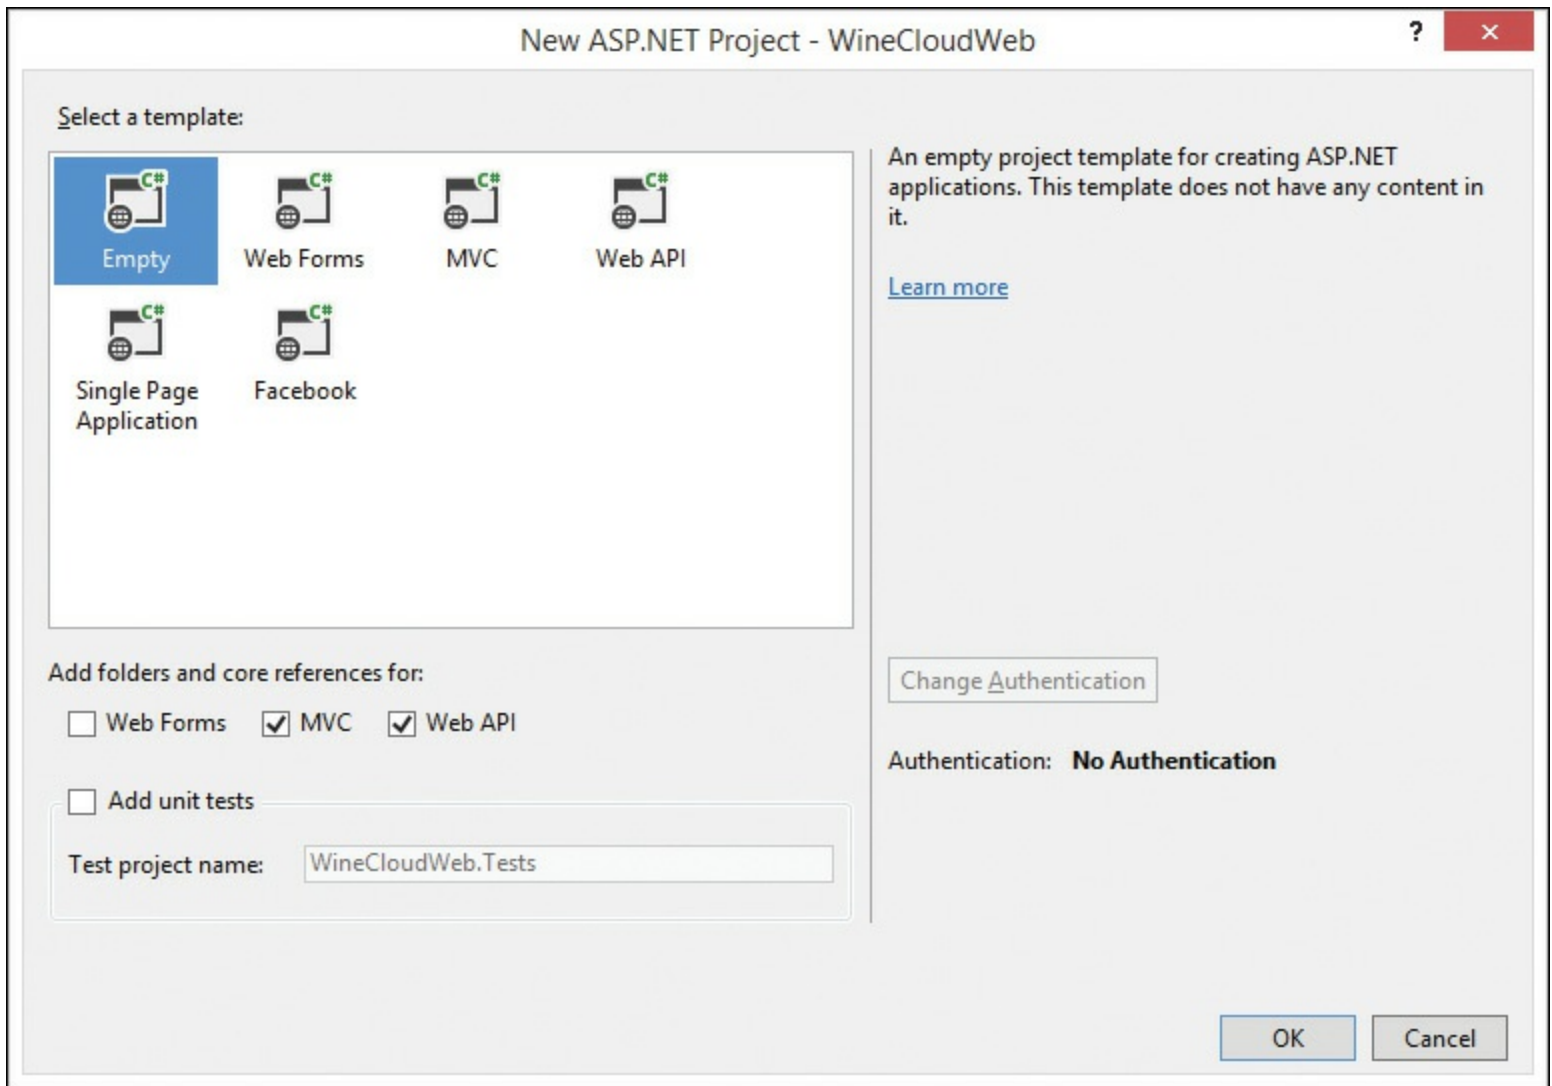 New ASP.NET Project - WineCloudWeb
?
Select a template:
C# C# C# C#
Empty Web Forms MVC Web API
C# C#
Single Page Facebook
Application
An empty project template for creating ASP.NET
applications. This template does not have any content in
it.
Learn more
Add folders and core references for:
Web Forms MVC Web API
Add unit tests
Test project name: WineCloudWeb.Tests
Change Authentication
Authentication: No Authentication
OK Cancel